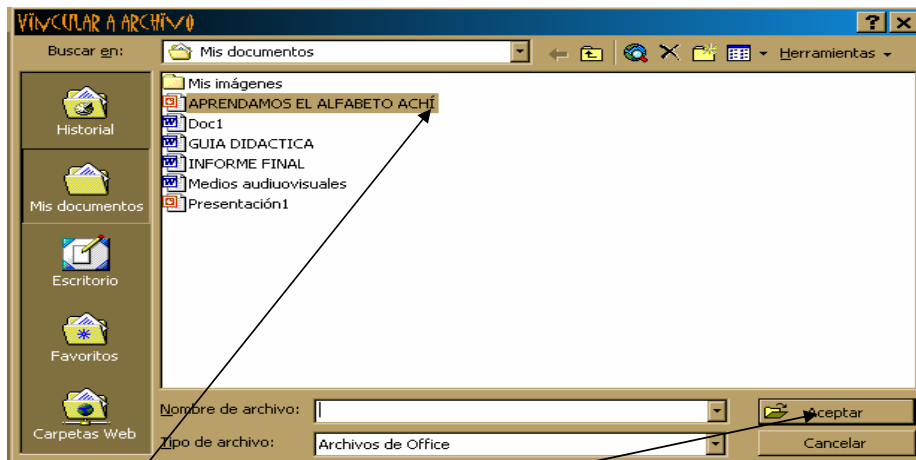 VINCULAR A ARCHIVO
Buscar en: Mis documentos Herramientas
Historial
Mis documentos
Escritorio
Favoritos
Carpetas Web
Mis imágenes
APRENDAMOS EL ALFABETO ACHÍ
Doc1
GUIA DIDACTICA
INFORME FINAL
Medios audiuovisuales
Presentación1
Nombre de archivo: Aceptar
Tipo de archivo: Archivos de Office Cancelar